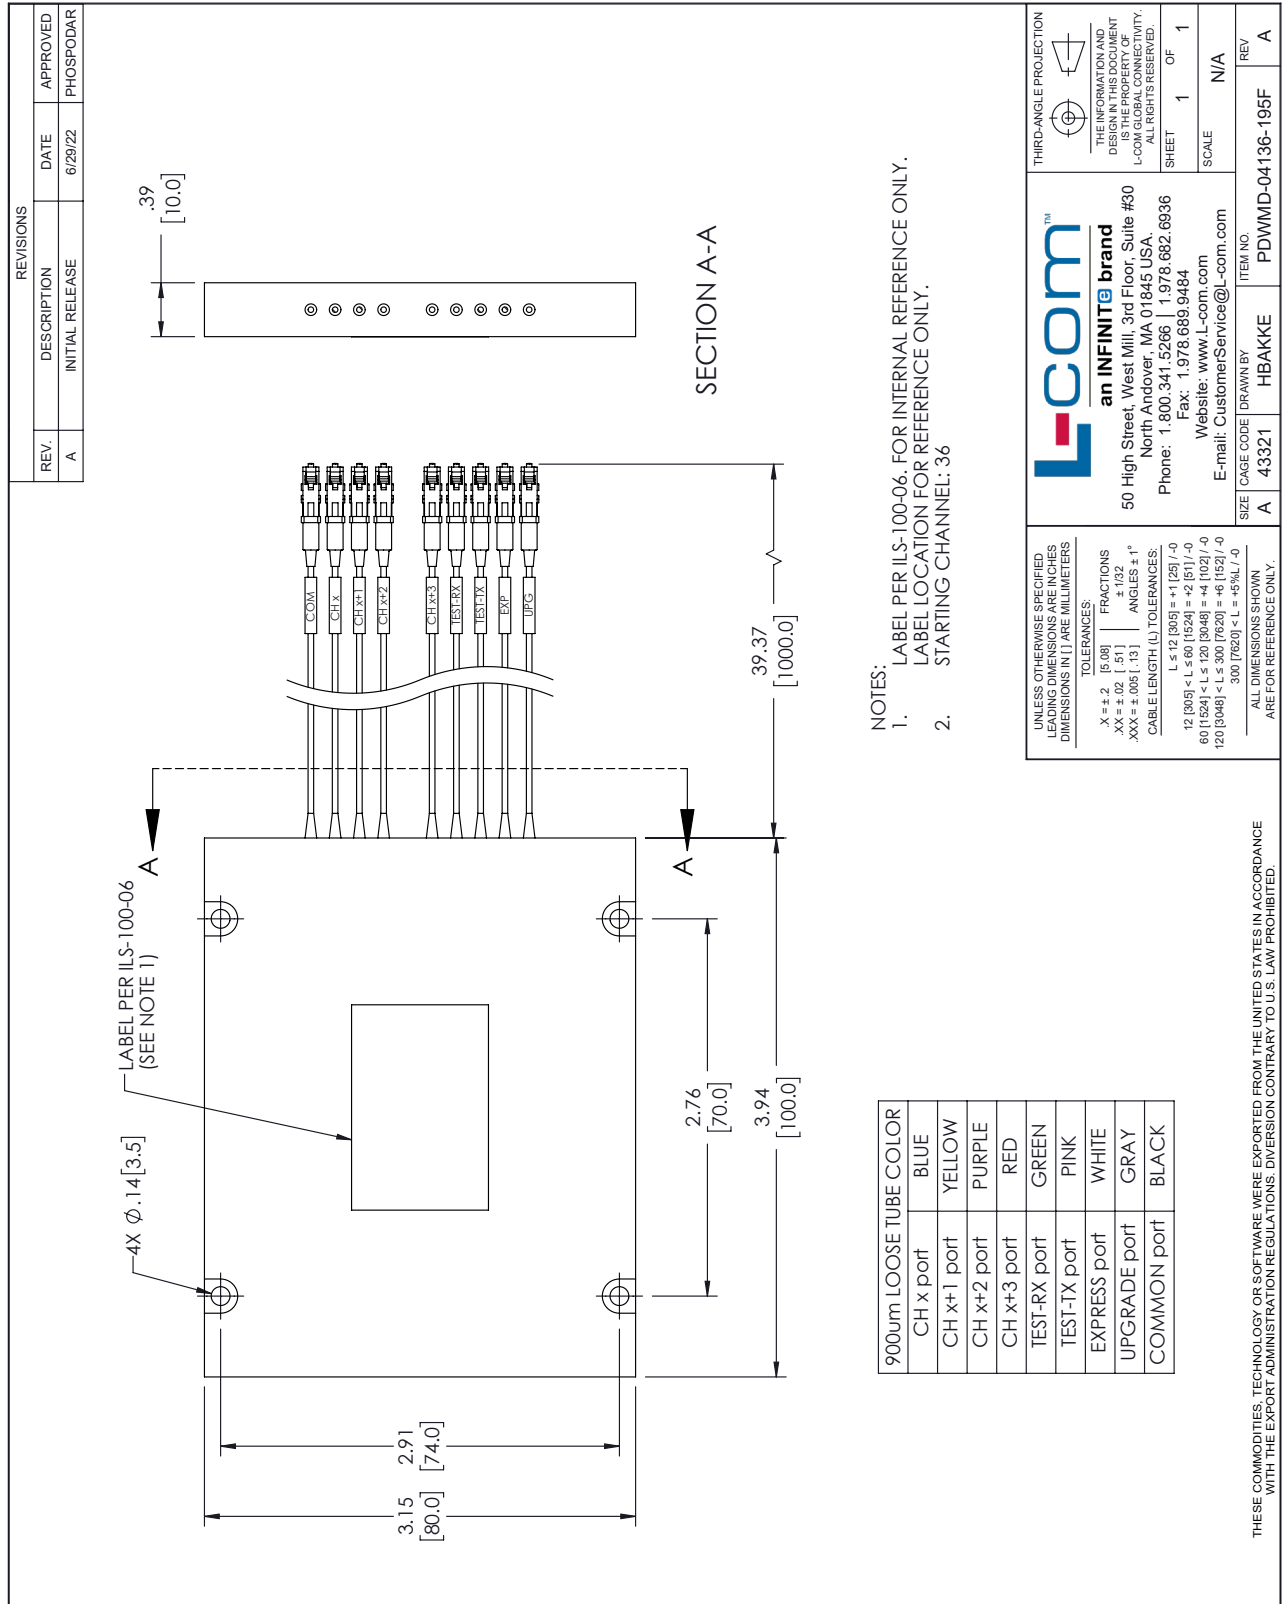 REVISIONS
REV. DESCRIPTION DATE APPROVED
A INITIAL RELEASE 6/29/22 PHOSPODAR
4X Ø.14[3.5]
LABEL PER ILS-100-06
(SEE NOTE 1)
A
A
COM
CH x
CH x+1
CH x+2
CH x+3
TEST-RX
TEST-TX
EXP
UPG
.39
[10.0]
SECTION A-A
2.91
[74.0]
3.15
[80.0]
2.76
[70.0]
3.94
[100.0]
39.37
[1000.0]
NOTES:
1. LABEL PER ILS-100-06. FOR INTERNAL REFERENCE ONLY.
LABEL LOCATION FOR REFERENCE ONLY.
2. STARTING CHANNEL: 36
900um LOOSE TUBE COLOR
CH x port BLUE
CH x+1 port YELLOW
CH x+2 port PURPLE
CH x+3 port RED
TEST-RX port GREEN
TEST-TX port PINK
EXPRESS port WHITE
UPGRADE port GRAY
COMMON port BLACK
UNLESS OTHERWISE SPECIFIED
LEADING DIMENSIONS ARE INCHES
DIMENSIONS IN [ ] ARE MILLIMETERS
TOLERANCES:
.X = ± .2 [5.08] FRACTIONS
.XX = ± .02 [ .51 ] ± 1/32
.XXX = ± .005 [ .13 ] ANGLES ± 1°
CABLE LENGTH (L) TOLERANCES:
L ≤ 12 [305] = +1 [25] / -0
12 [305] < L ≤ 60 [1524] = +2 [51] / -0
60 [1524] < L ≤ 120 [3048] = +4 [102] / -0
120 [3048] < L ≤ 300 [7620] = +6 [152] / -0
300 [7620] < L = +5%L / -0
ALL DIMENSIONS SHOWN
ARE FOR REFERENCE ONLY.
L-com™
an INFINITe brand
50 High Street, West Mill, 3rd Floor, Suite #30
North Andover, MA 01845 USA.
Phone: 1.800.341.5266 | 1.978.682.6936
Fax: 1.978.689.9484
Website: www.L-com.com
E-mail: CustomerService@L-com.com
THIRD-ANGLE PROJECTION
THE INFORMATION AND
DESIGN IN THIS DOCUMENT
IS THE PROPERTY OF
L-COM GLOBAL CONNECTIVITY.
ALL RIGHTS RESERVED.
SHEET 1 OF 1
SCALE N/A
SIZE A
CAGE CODE 43321
DRAWN BY HBAKKE
ITEM NO. PDWMD-04136-195F
REV A
THESE COMMODITIES, TECHNOLOGY OR SOFTWARE WERE EXPORTED FROM THE UNITED STATES IN ACCORDANCE
WITH THE EXPORT ADMINISTRATION REGULATIONS. DIVERSION CONTRARY TO U.S. LAW PROHIBITED.